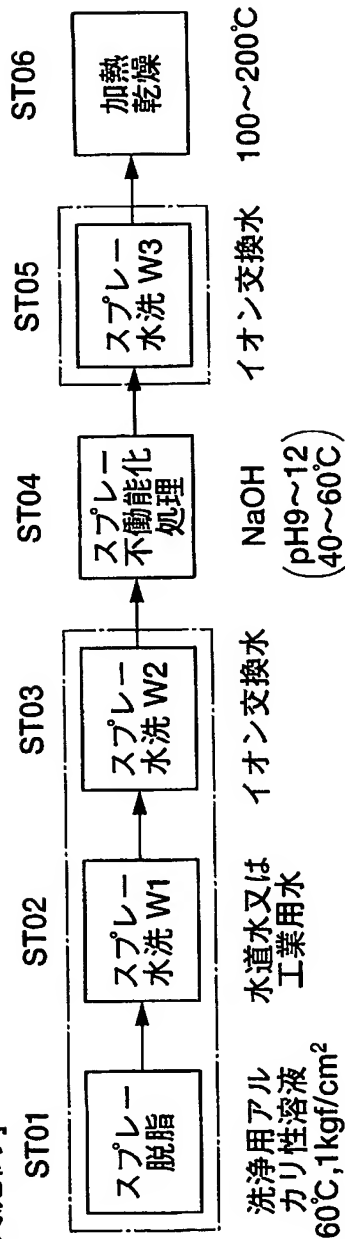 ST01
スプレー
脱脂
洗浄用アル
カリ性溶液
60℃,1kgf/cm²
ST02
スプレー
水洗 W1
水道水又は
工業用水
ST03
スプレー
水洗 W2
イオン交換水
ST04
スプレー
不働能化
処理
NaOH
(pH9〜12
40〜60℃)
ST05
スプレー
水洗 W3
イオン交換水
ST06
加熱
乾燥
100〜200℃